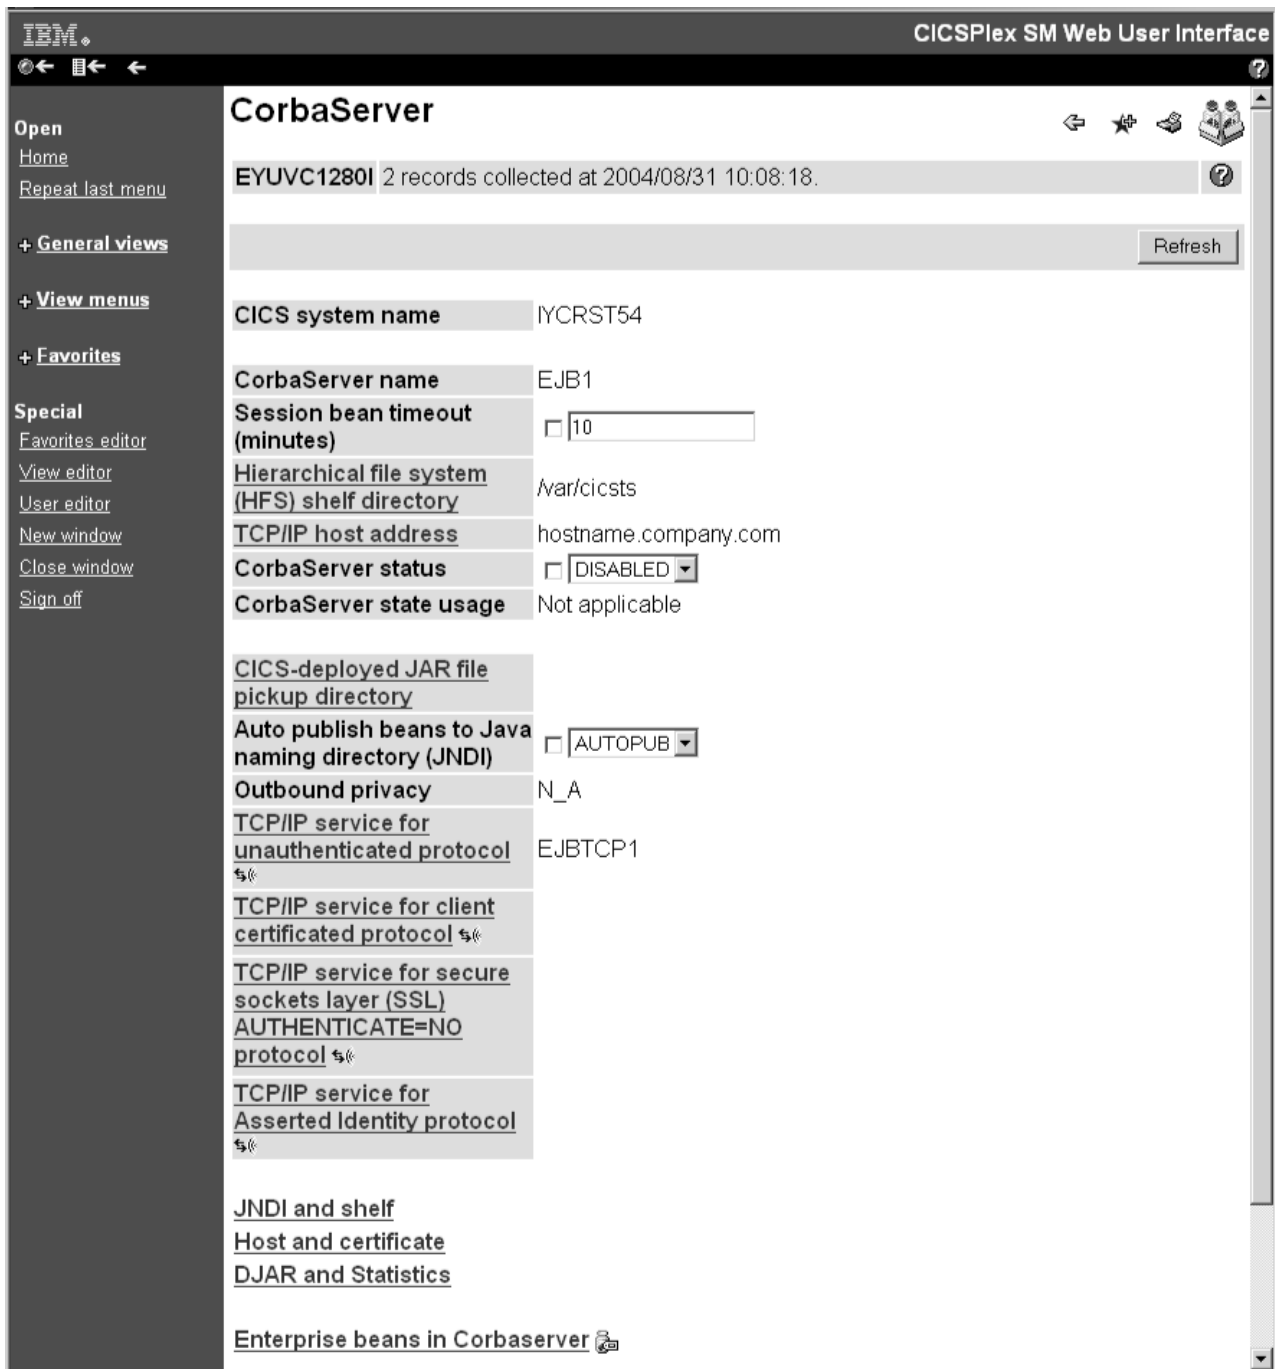 IBM.
CICSPlex SM Web User Interface
CorbaServer
Open
Home
Repeat last menu
+ General views
+ View menus
+ Favorites
Special
Favorites editor
View editor
User editor
New window
Close window
Sign off
EYUVC1280I 2 records collected at 2004/08/31 10:08:18.
Refresh
CICS system name IYCRST54
CorbaServer name EJB1
Session bean timeout
(minutes) 10
Hierarchical file system
(HFS) shelf directory /var/cicsts
TCP/IP host address hostname.company.com
CorbaServer status DISABLED
CorbaServer state usage Not applicable
CICS-deployed JAR file
pickup directory
Auto publish beans to Java
naming directory (JNDI) AUTOPUB
Outbound privacy N_A
TCP/IP service for
unauthenticated protocol EJBTCP1
TCP/IP service for client
certificated protocol
TCP/IP service for secure
sockets layer (SSL)
AUTHENTICATE=NO
protocol
TCP/IP service for
Asserted Identity protocol
JNDI and shelf
Host and certificate
DJAR and Statistics
Enterprise beans in Corbaserver